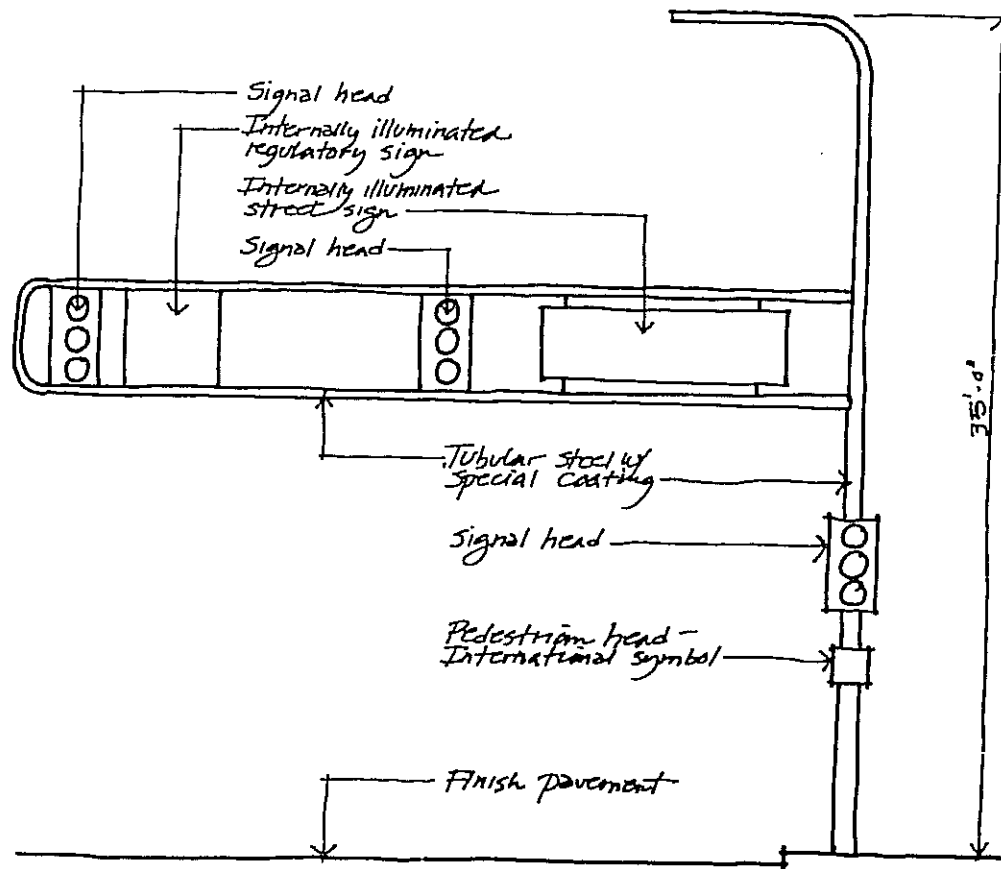 Signal head
Internally illuminated
regulatory sign
Internally illuminated
street sign
Signal head
35'.0"
Tubular steel w/
special coating
Signal head
Pedestrian head -
International symbol
Finish pavement